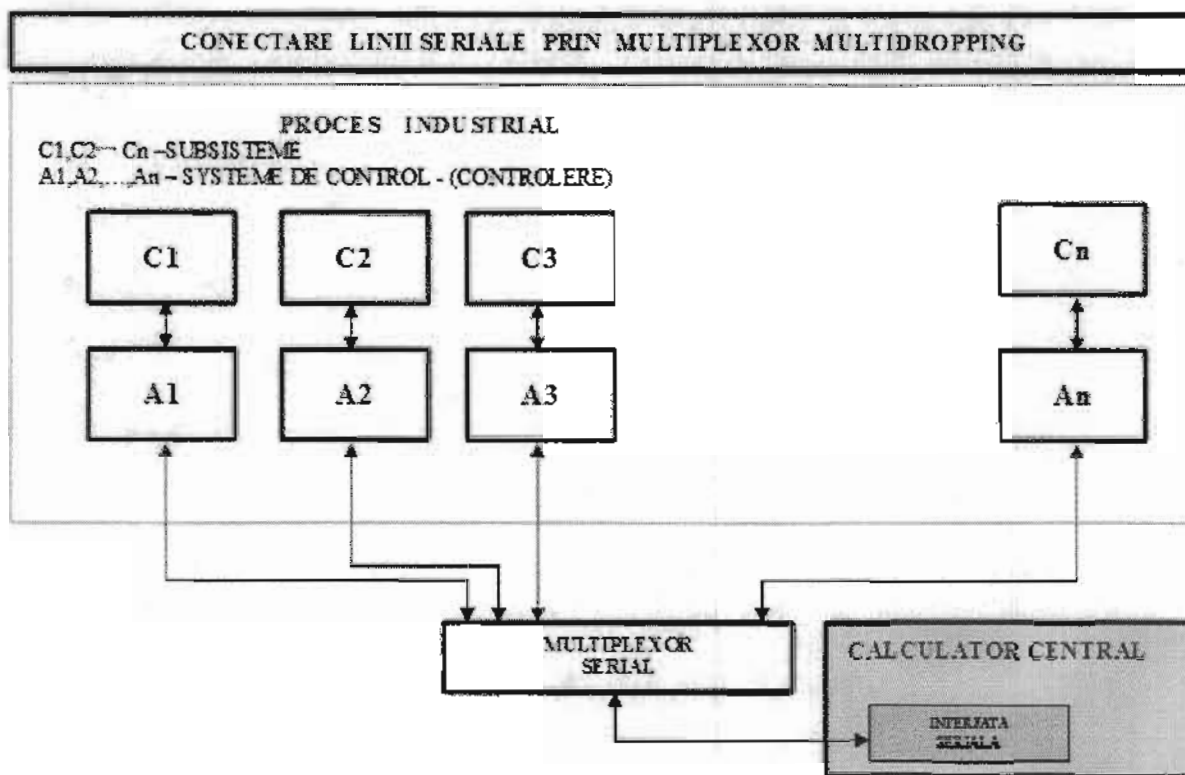 CONECTARE LINII SERIALE PRIN MULTIPLEXOR MULTIDROPPING
PROCES INDUSTRIAL
C1,C2... Cn –SUBSISTEME
A1,A2,...,An – SYSTEME DE CONTROL - (CONTROLERE)
C1 C2 C3 Cn
A1 A2 A3 An
MULTIPLEXOR
SERIAL
CALCULATOR CENTRAL
INTERFATA
SERIALA